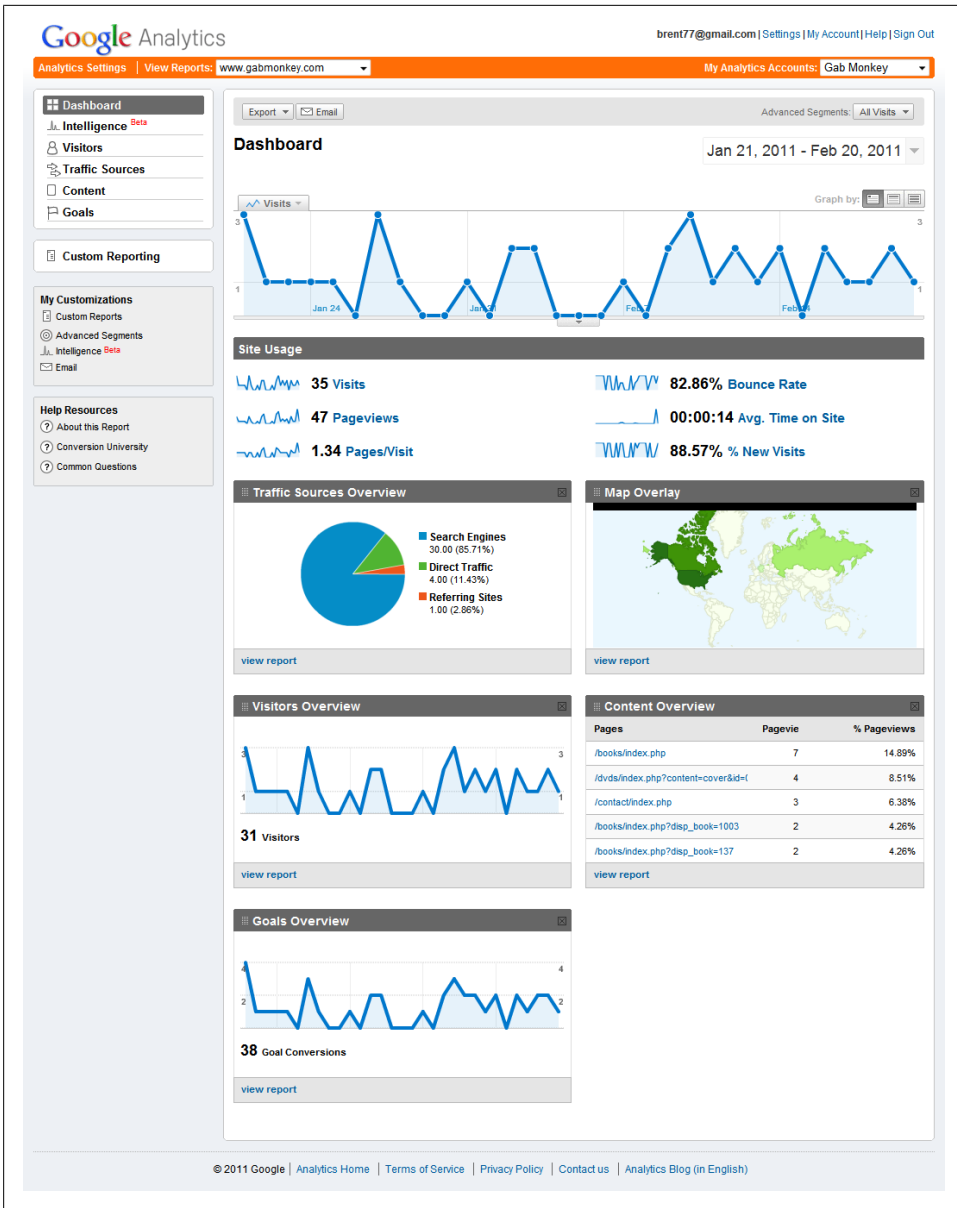 Google Analytics
brent77@gmail.com | Settings | My Account | Help | Sign Out
Analytics Settings | View Reports: www.gabmonkey.com
My Analytics Accounts: Gab Monkey
Dashboard
Intelligence Beta
Visitors
Traffic Sources
Content
Goals
Custom Reporting
My Customizations
Custom Reports
Advanced Segments
Intelligence Beta
Email
Help Resources
About this Report
Conversion University
Common Questions
Export Email
Advanced Segments: All Visits
Dashboard
Jan 21, 2011 - Feb 20, 2011
Visits
Graph by:
3 3
1 1
Jan 24 Feb 7
Site Usage
35 Visits
82.86% Bounce Rate
47 Pageviews
00:00:14 Avg. Time on Site
1.34 Pages/Visit
88.57% % New Visits
Traffic Sources Overview
Search Engines
30.00 (85.71%)
Direct Traffic
4.00 (11.43%)
Referring Sites
1.00 (2.86%)
view report
Map Overlay
view report
Visitors Overview
3 3
1 1
31 Visitors
view report
Content Overview
Pages Pagevie % Pageviews
/books/index.php 7 14.89%
/dvds/index.php?content=cover&id=( 4 8.51%
/contact/index.php 3 6.38%
/books/index.php?disp_book=1003 2 4.26%
/books/index.php?disp_book=137 2 4.26%
view report
Goals Overview
4 4
2 2
38 Goal Conversions
view report
© 2011 Google | Analytics Home | Terms of Service | Privacy Policy | Contact us | Analytics Blog (in English)